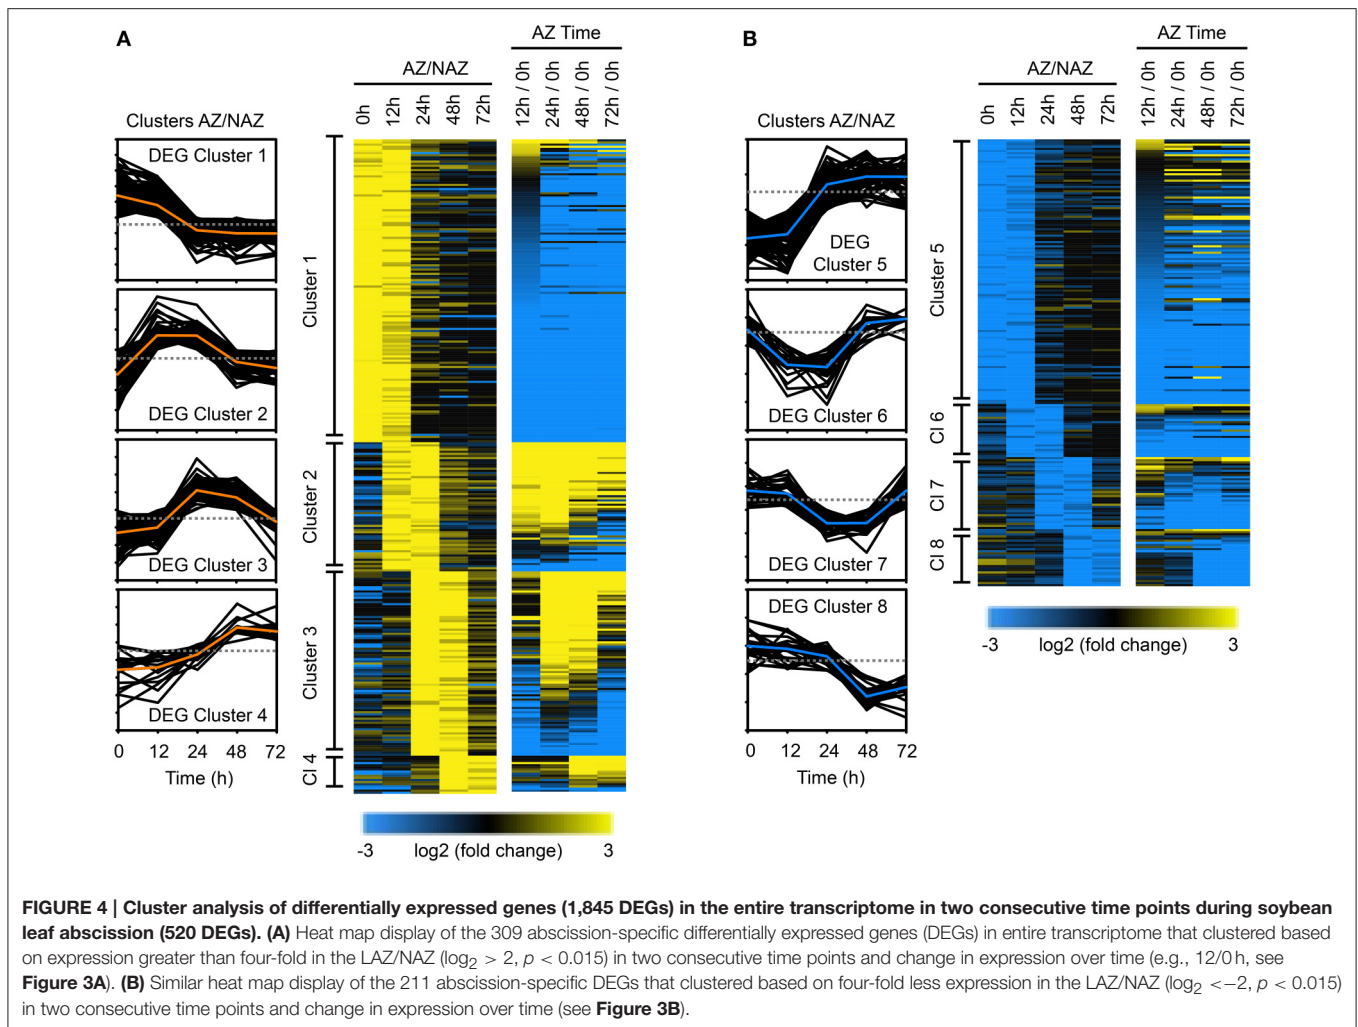 A
AZ Time
AZ/NAZ
Clusters AZ/NAZ
0h
12h
24h
48h
72h
12h / 0h
24h / 0h
48h / 0h
72h / 0h
DEG Cluster 1
DEG Cluster 2
DEG Cluster 3
DEG Cluster 4
0 12 24 48 72
Time (h)
Cluster 1
Cluster 2
Cluster 3
Cl 4
-3 log2 (fold change) 3
B
AZ Time
AZ/NAZ
Clusters AZ/NAZ
0h
12h
24h
48h
72h
12h / 0h
24h / 0h
48h / 0h
72h / 0h
DEG
Cluster 5
DEG Cluster 6
DEG Cluster 7
DEG Cluster 8
0 12 24 48 72
Time (h)
Cluster 5
Cl 6
Cl 7
Cl 8
-3 log2 (fold change) 3
FIGURE 4 | Cluster analysis of differentially expressed genes (1,845 DEGs) in the entire transcriptome in two consecutive time points during soybean
leaf abscission (520 DEGs). (A) Heat map display of the 309 abscission-specific differentially expressed genes (DEGs) in entire transcriptome that clustered based
on expression greater than four-fold in the LAZ/NAZ (log2 > 2, p < 0.015) in two consecutive time points and change in expression over time (e.g., 12/0 h, see
Figure 3A). (B) Similar heat map display of the 211 abscission-specific DEGs that clustered based on four-fold less expression in the LAZ/NAZ (log2 <−2, p < 0.015)
in two consecutive time points and change in expression over time (see Figure 3B).